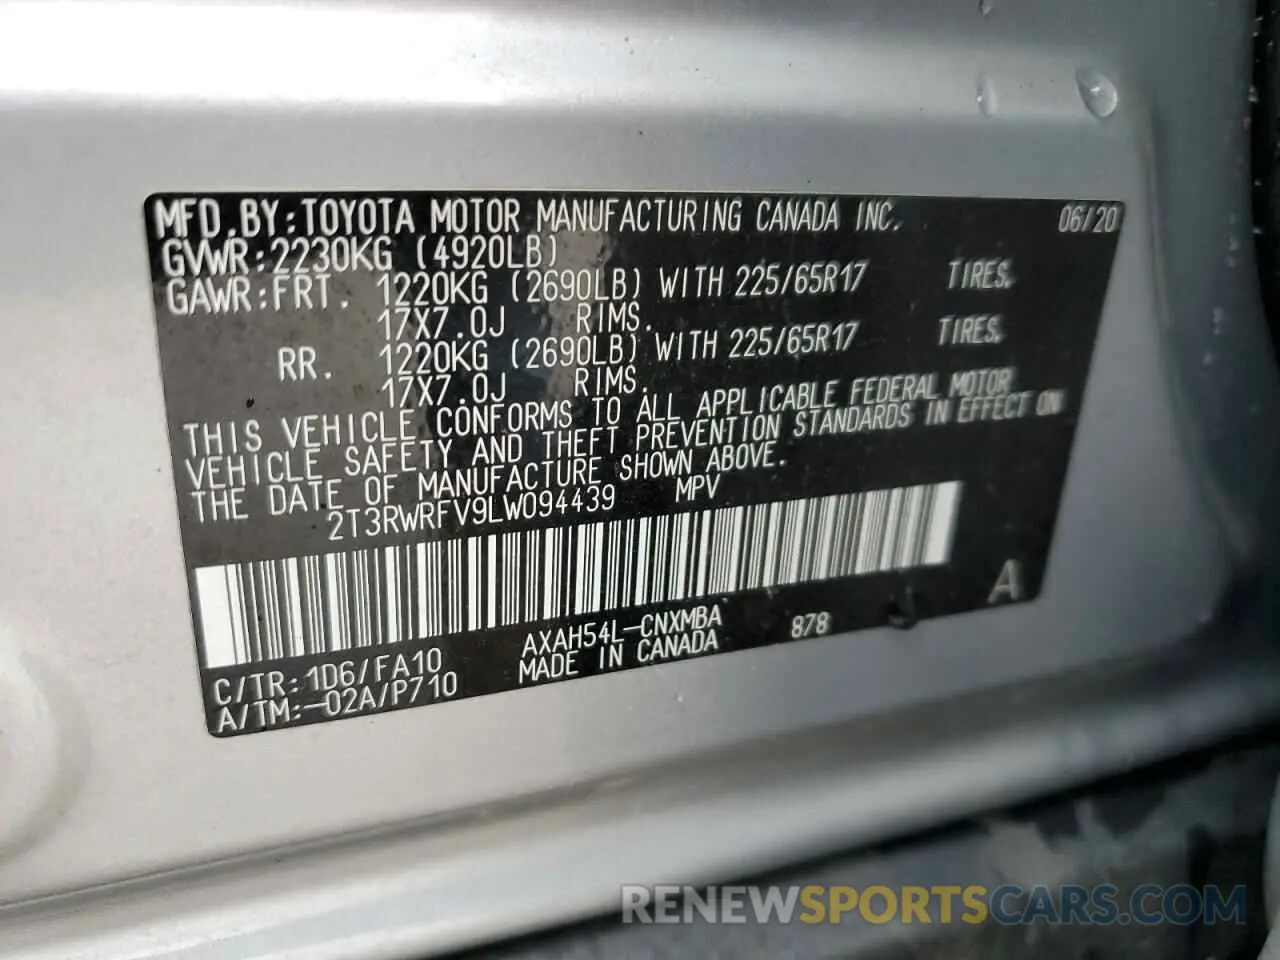 MFD.BY:TOYOTA MOTOR MANUFACTURING CANADA INC. 06/20
GVWR:2230KG (4920LB)
GAWR:FRT. 1220KG (2690LB) WITH 225/65R17 TIRES.
17X7.0J RIMS.
RR. 1220KG (2690LB) WITH 225/65R17 TIRES.
17X7.0J RIMS.
THIS VEHICLE CONFORMS TO ALL APPLICABLE FEDERAL MOTOR
VEHICLE SAFETY AND THEFT PREVENTION STANDARDS IN EFFECT ON
THE DATE OF MANUFACTURE SHOWN ABOVE.
2T3RWRFV9LW094439 MPV
A
C/TR:1D6/FA10 AXAH54L-CNXMBA 878
A/TM:-02A/P710 MADE IN CANADA
RENEWSPORTSCARS.COM